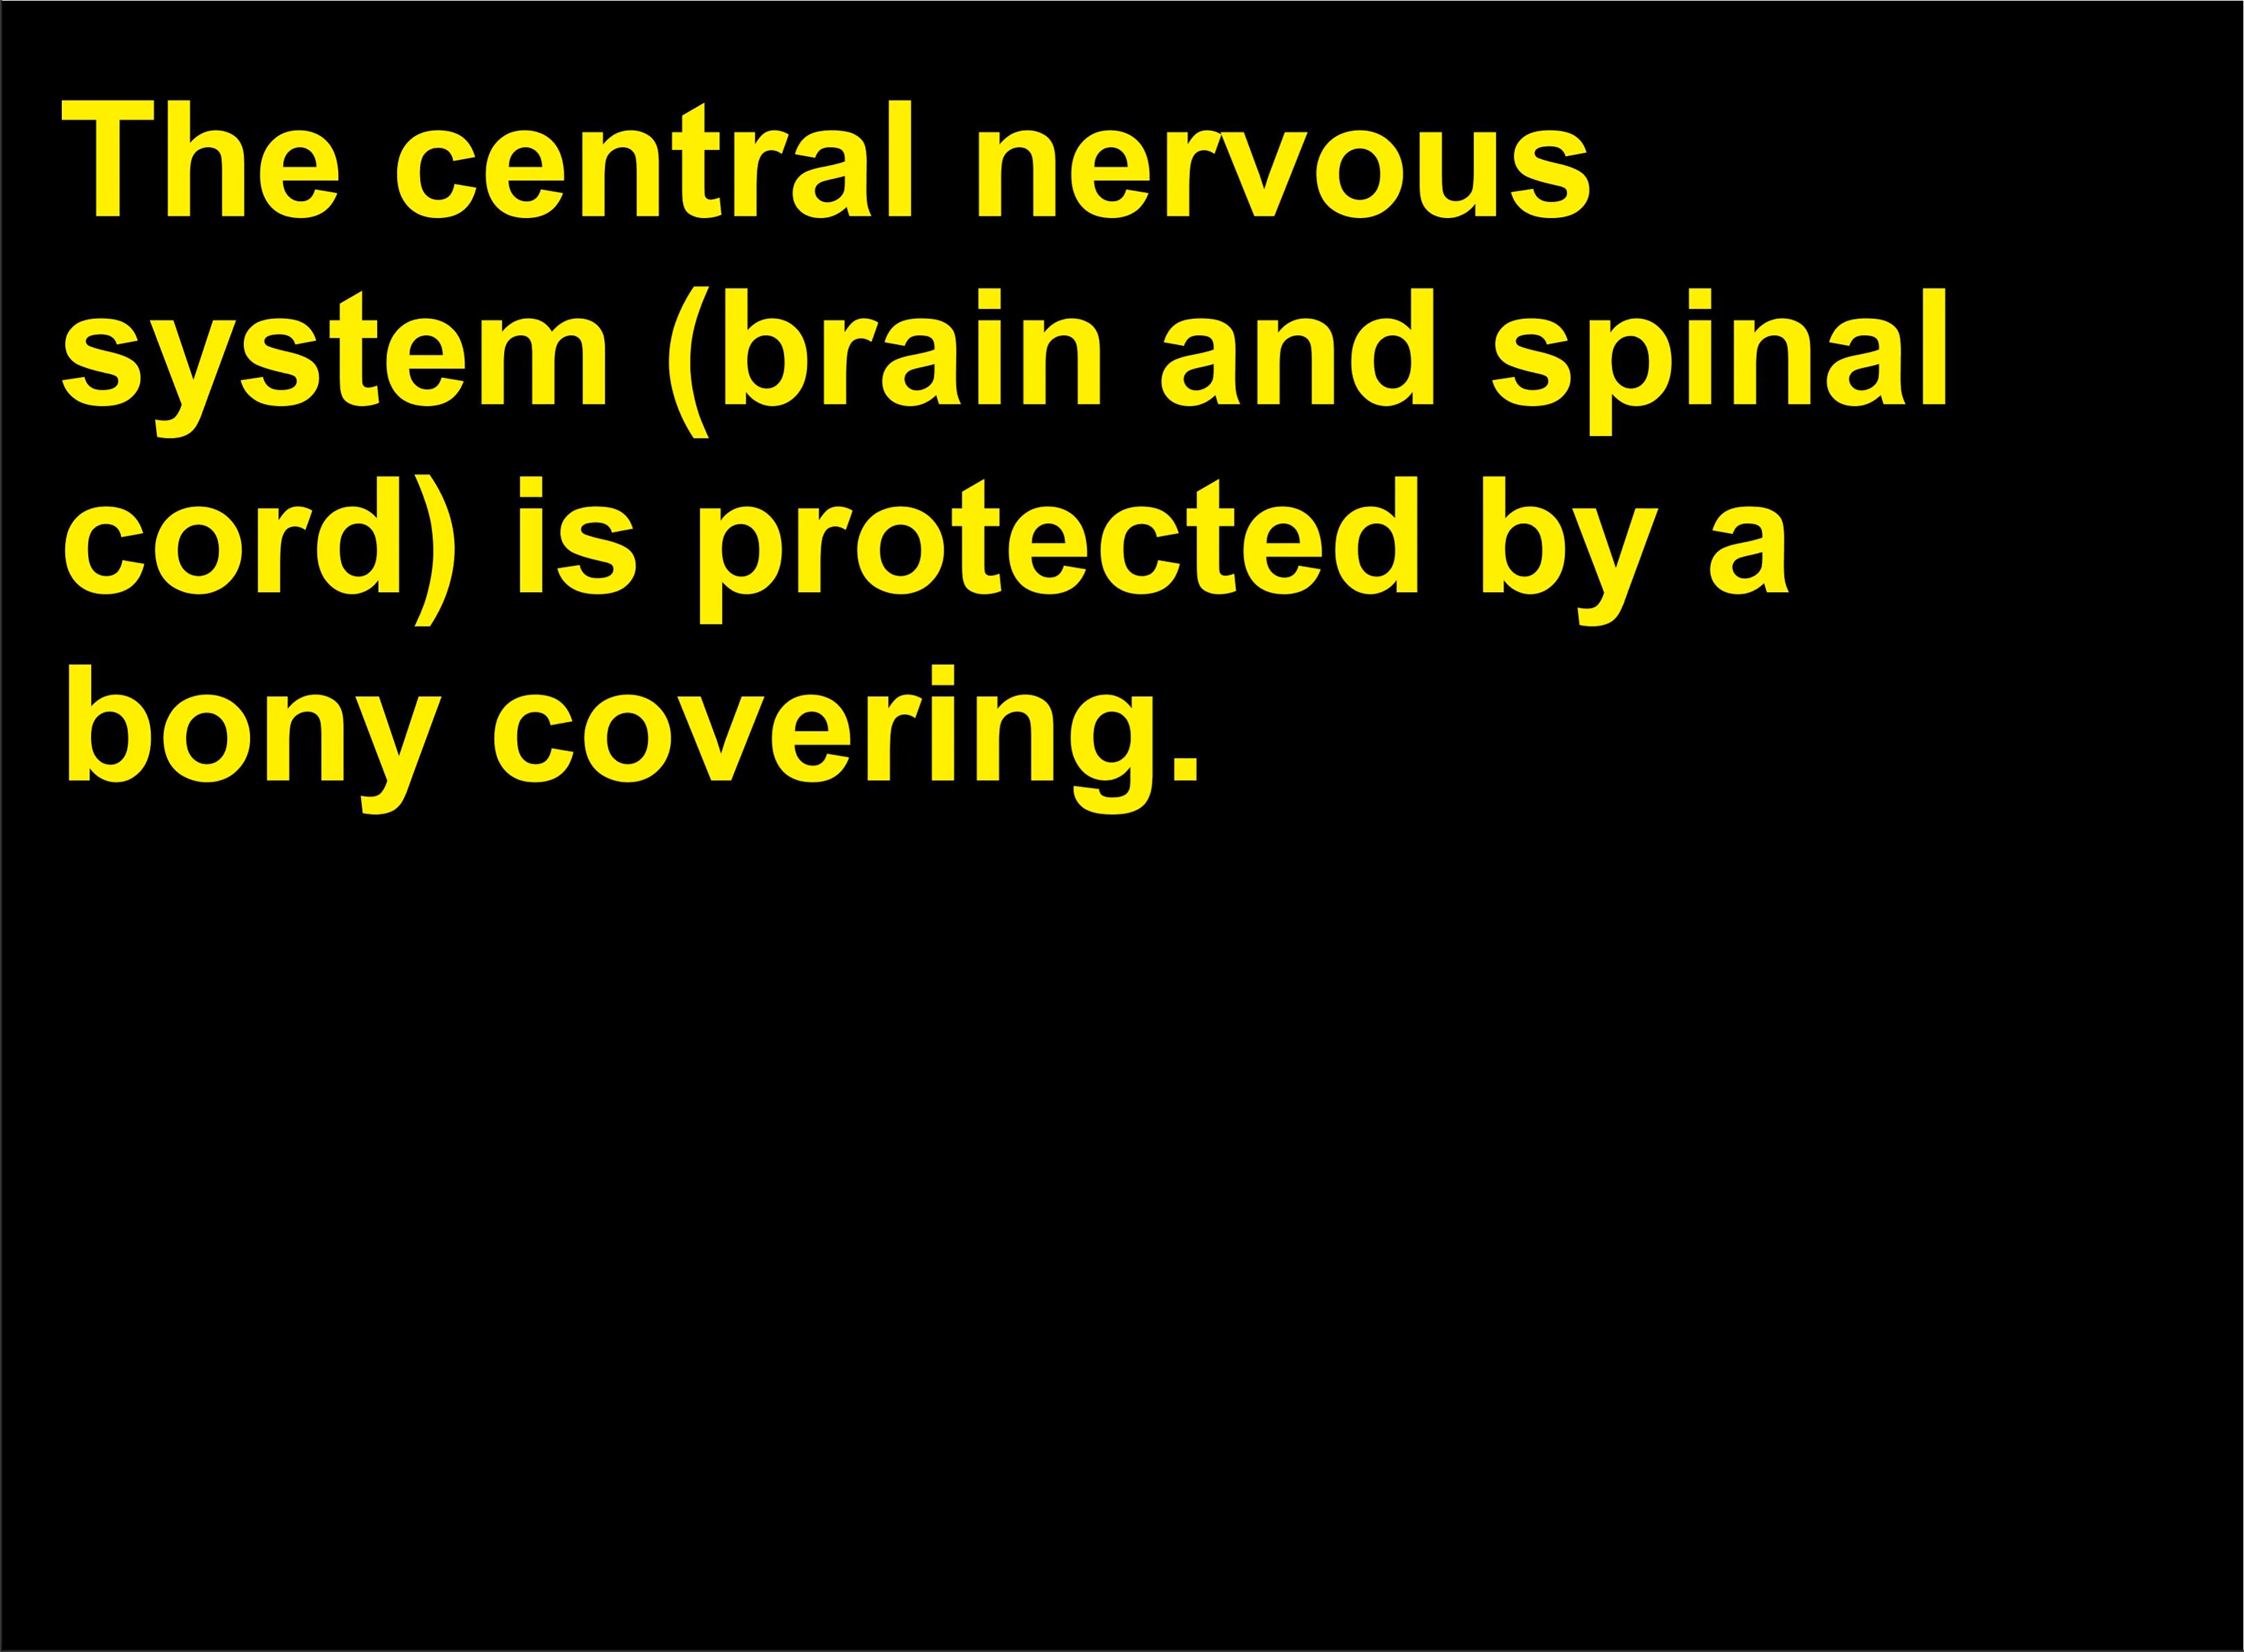 The central nervous
system (brain and spinal
cord) is protected by a
bony covering.